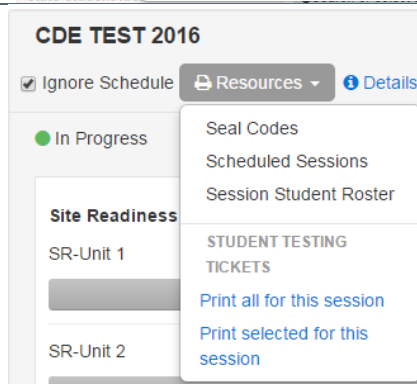 CDE TEST 2016
Ignore Schedule Resources Details
In Progress
Seal Codes
Scheduled Sessions
Session Student Roster
Site Readiness
SR-Unit 1
STUDENT TESTING
TICKETS
Print all for this session
Print selected for this
session
SR-Unit 2